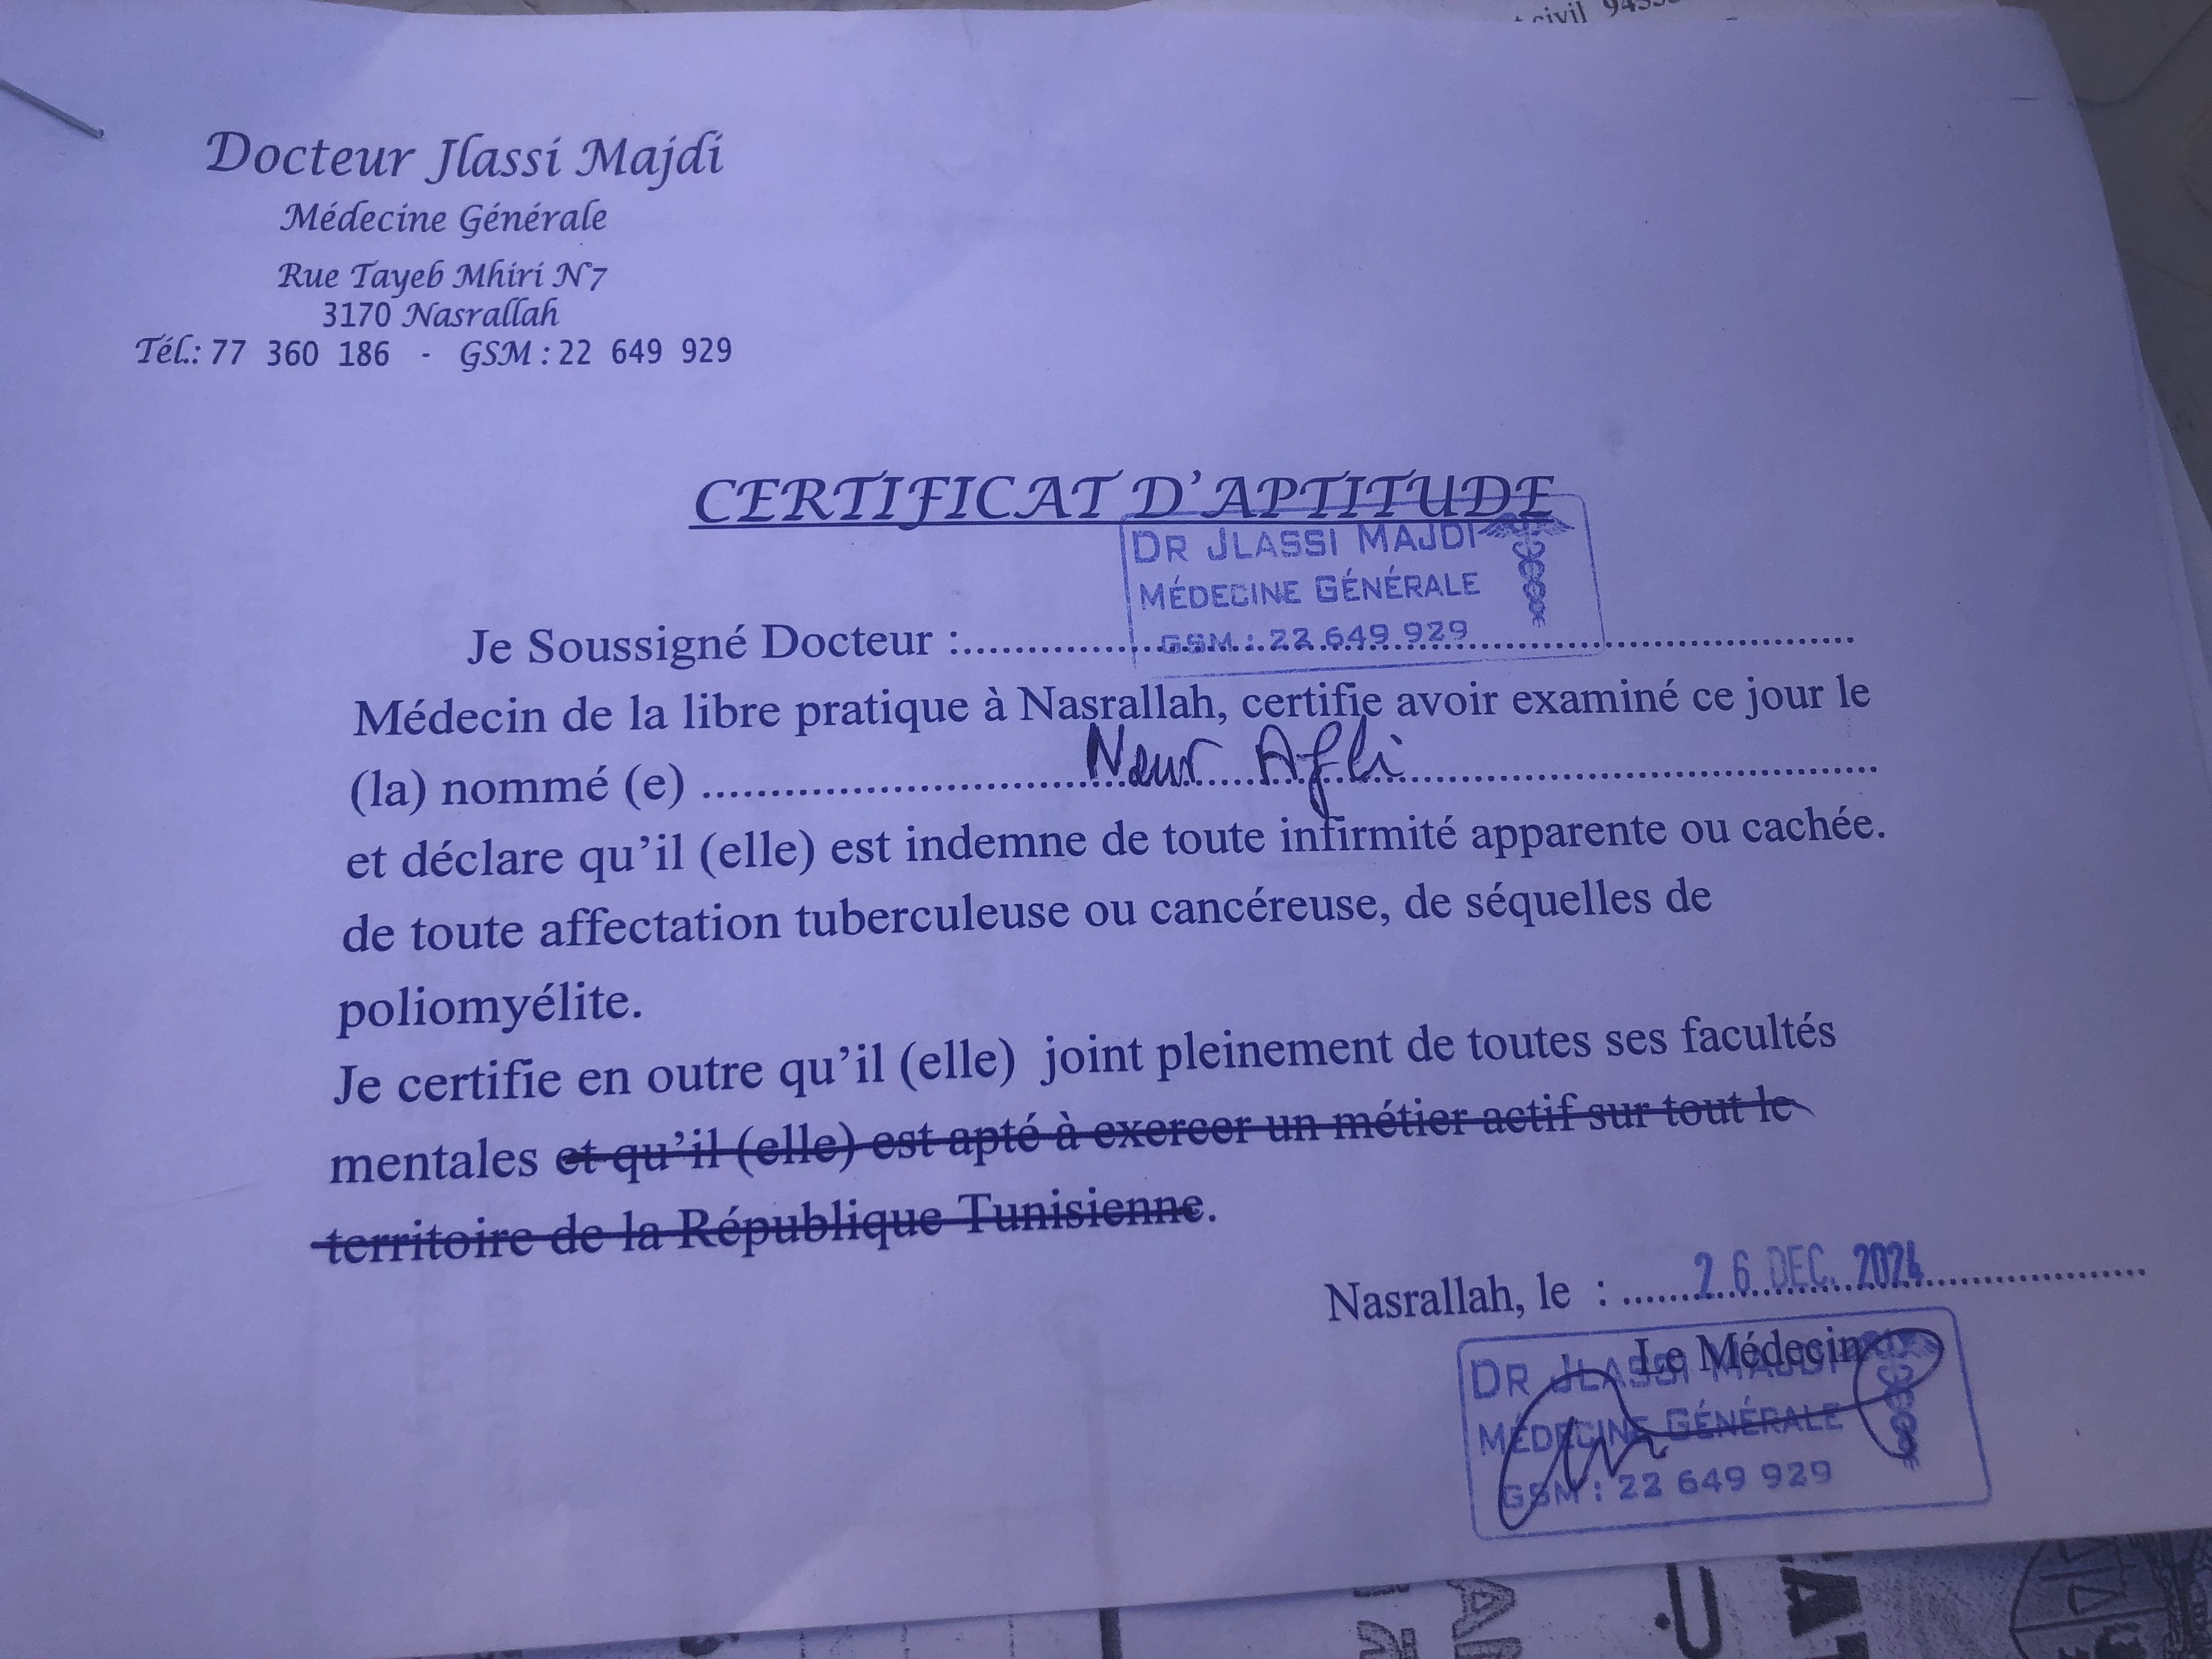 civil
Docteur Jlassi Majdi
Médecine Générale
Rue Tayeb Mhiri N°7
3170 Nasrallah
Tél.: 77 360 186 - GSM : 22 649 929
CERTIFICAT D'APTITUDE
DR JLASSI MAJDI
MÉDECINE GÉNÉRALE
GSM : 22 649 929
Je Soussigné Docteur :
Médecin de la libre pratique à Nasrallah, certifie avoir examiné ce jour le
(la) nommé (e) Nour Afli
et déclare qu'il (elle) est indemne de toute infirmité apparente ou cachée.
de toute affectation tuberculeuse ou cancéreuse, de séquelles de
poliomyélite.
Je certifie en outre qu'il (elle) joint pleinement de toutes ses facultés
mentales et qu'il (elle) est apté à exercer un métier actif sur tout le
territoire de la République Tunisienne.
Nasrallah, le : 26 DEC. 2024
Le Médecin
DR JLASSI MAJDI
MÉDECINE GÉNÉRALE
GSM : 22 649 929